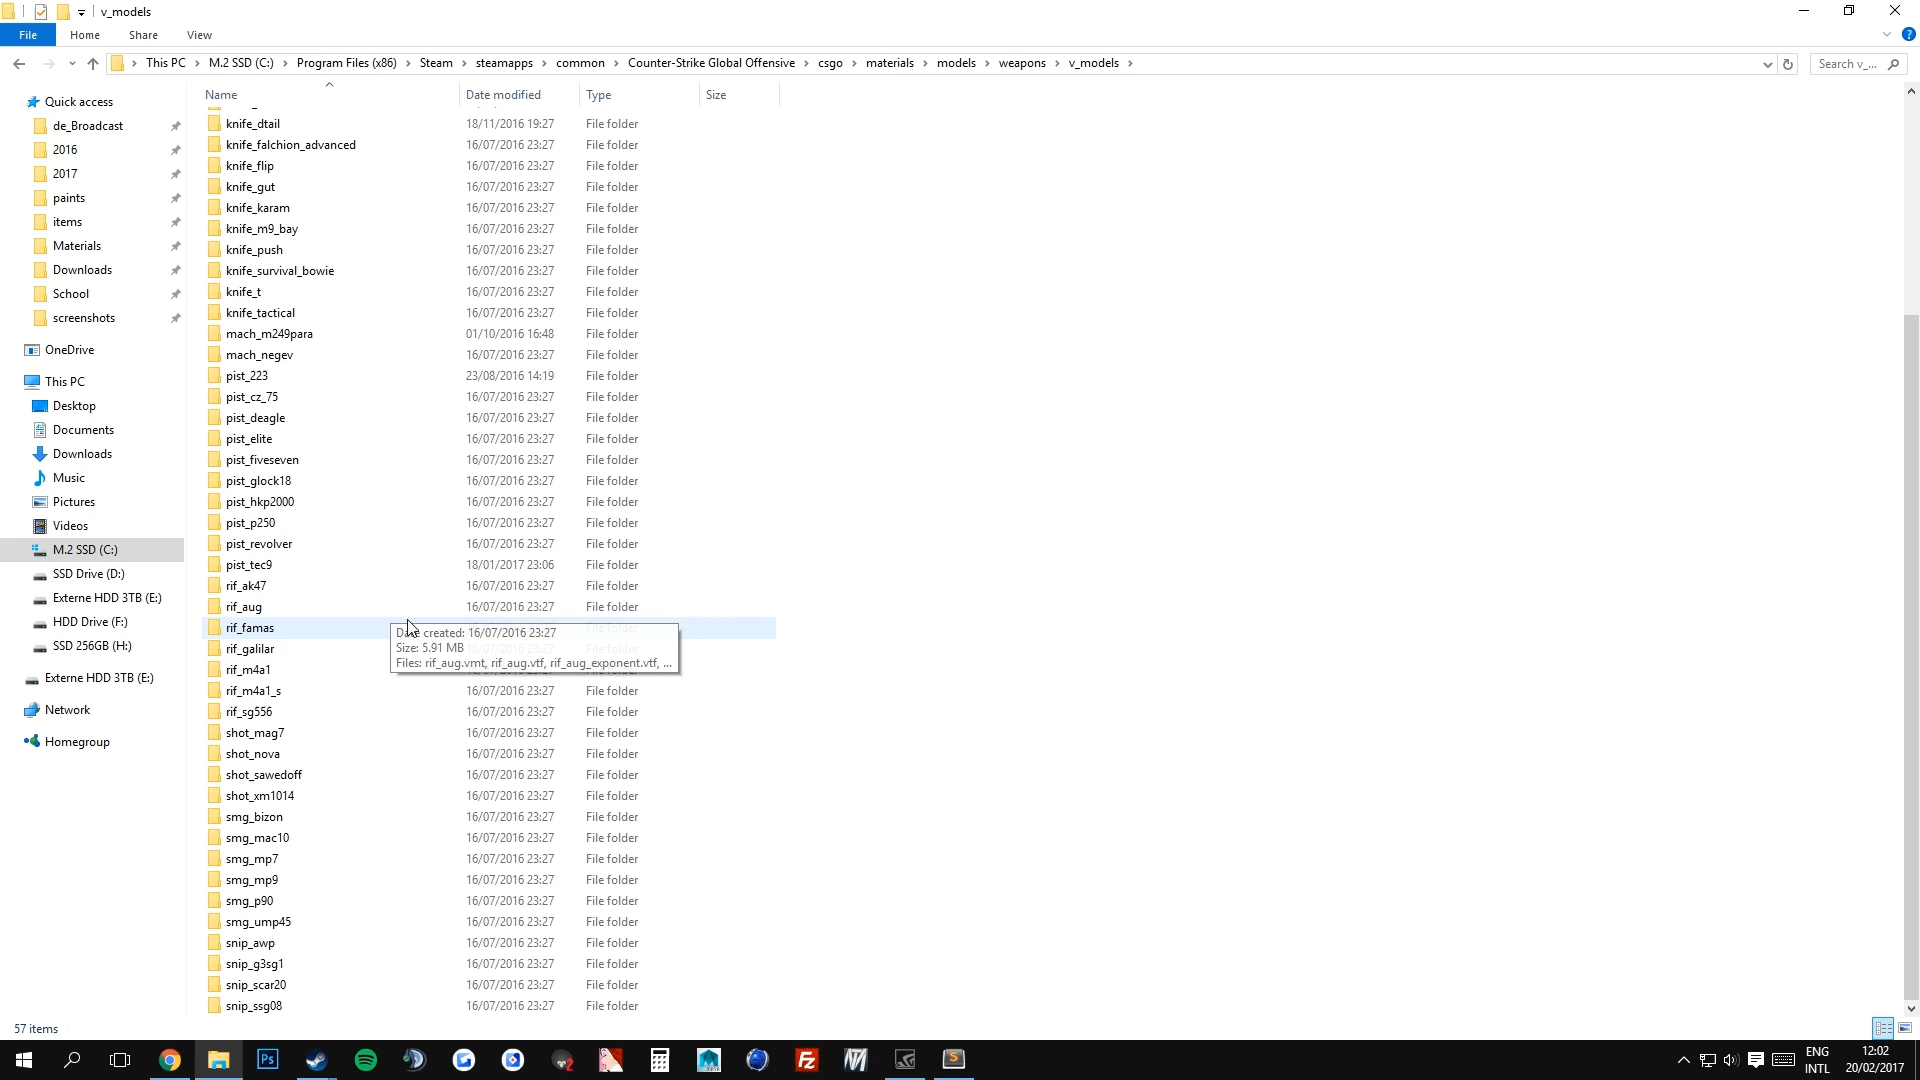 v_models
File Home Share View
This PC M.2 SSD (C:) Program Files (x86) Steam steamapps common Counter-Strike Global Offensive csgo materials models weapons v_models Search v_...
Name Date modified Type Size
Quick access
de_Broadcast
2016
2017
paints
items
Materials
Downloads
School
screenshots
OneDrive
This PC
Desktop
Documents
Downloads
Music
Pictures
Videos
M.2 SSD (C:)
SSD Drive (D:)
Externe HDD 3TB (E:)
HDD Drive (F:)
SSD 256GB (H:)
Externe HDD 3TB (E:)
Network
Homegroup
knife_dtail 18/11/2016 19:27 File folder
knife_falchion_advanced 16/07/2016 23:27 File folder
knife_flip 16/07/2016 23:27 File folder
knife_gut 16/07/2016 23:27 File folder
knife_karam 16/07/2016 23:27 File folder
knife_m9_bay 16/07/2016 23:27 File folder
knife_push 16/07/2016 23:27 File folder
knife_survival_bowie 16/07/2016 23:27 File folder
knife_t 16/07/2016 23:27 File folder
knife_tactical 16/07/2016 23:27 File folder
mach_m249para 01/10/2016 16:48 File folder
mach_negev 16/07/2016 23:27 File folder
pist_223 23/08/2016 14:19 File folder
pist_cz_75 16/07/2016 23:27 File folder
pist_deagle 16/07/2016 23:27 File folder
pist_elite 16/07/2016 23:27 File folder
pist_fiveseven 16/07/2016 23:27 File folder
pist_glock18 16/07/2016 23:27 File folder
pist_hkp2000 16/07/2016 23:27 File folder
pist_p250 16/07/2016 23:27 File folder
pist_revolver 16/07/2016 23:27 File folder
pist_tec9 18/01/2017 23:06 File folder
rif_ak47 16/07/2016 23:27 File folder
rif_aug 16/07/2016 23:27 File folder
rif_famas
Date created: 16/07/2016 23:27
Size: 5.91 MB
Files: rif_aug.vmt, rif_aug.vtf, rif_aug_exponent.vtf, ...
rif_galilar
rif_m4a1
rif_m4a1_s 16/07/2016 23:27 File folder
rif_sg556 16/07/2016 23:27 File folder
shot_mag7 16/07/2016 23:27 File folder
shot_nova 16/07/2016 23:27 File folder
shot_sawedoff 16/07/2016 23:27 File folder
shot_xm1014 16/07/2016 23:27 File folder
smg_bizon 16/07/2016 23:27 File folder
smg_mac10 16/07/2016 23:27 File folder
smg_mp7 16/07/2016 23:27 File folder
smg_mp9 16/07/2016 23:27 File folder
smg_p90 16/07/2016 23:27 File folder
smg_ump45 16/07/2016 23:27 File folder
snip_awp 16/07/2016 23:27 File folder
snip_g3sg1 16/07/2016 23:27 File folder
snip_scar20 16/07/2016 23:27 File folder
snip_ssg08 16/07/2016 23:27 File folder
57 items
Ps
ENG
INTL
12:02
20/02/2017